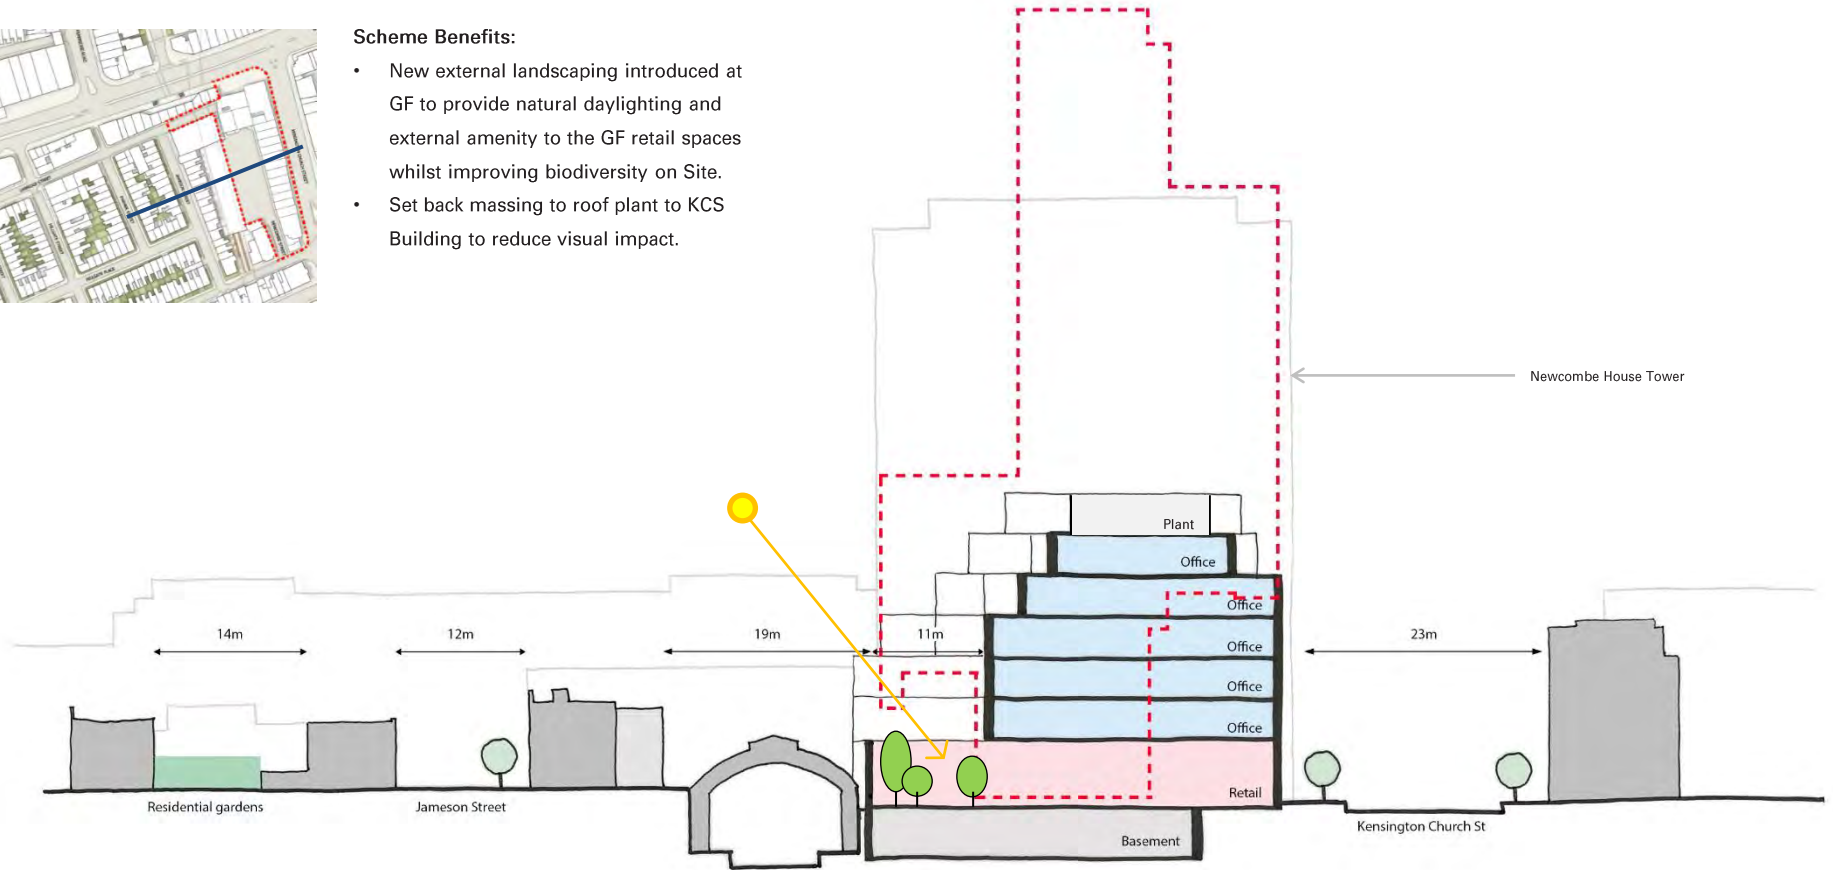 Scheme Benefits:
• New external landscaping introduced at
GF to provide natural daylighting and
external amenity to the GF retail spaces
whilst improving biodiversity on Site.
• Set back massing to roof plant to KCS
Building to reduce visual impact.
Newcombe House Tower
Plant
Office
Office
14m
12m
19m
11m
Office
23m
Office
Office
Retail
Residential gardens
Jameson Street
Kensington Church St
Basement